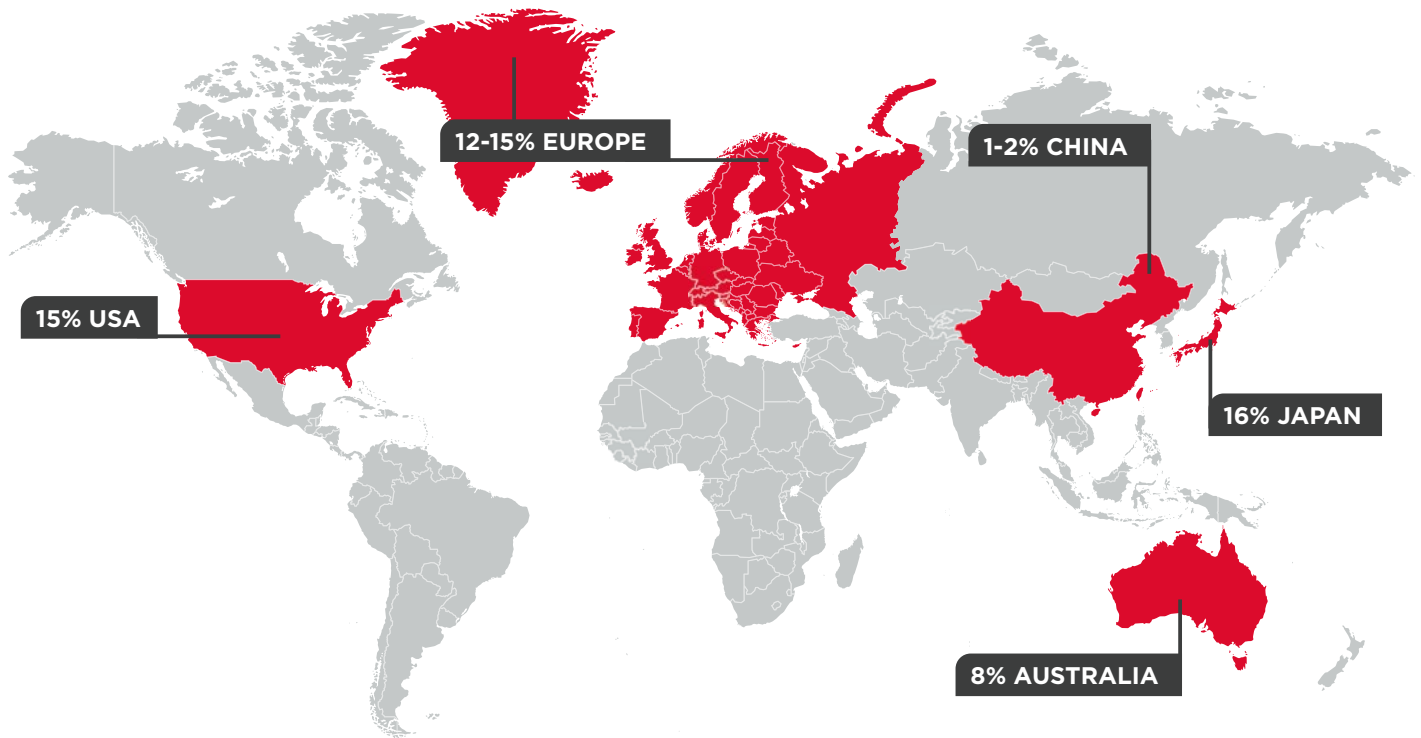 12-15% EUROPE
1-2% CHINA
15% USA
16% JAPAN
8% AUSTRALIA